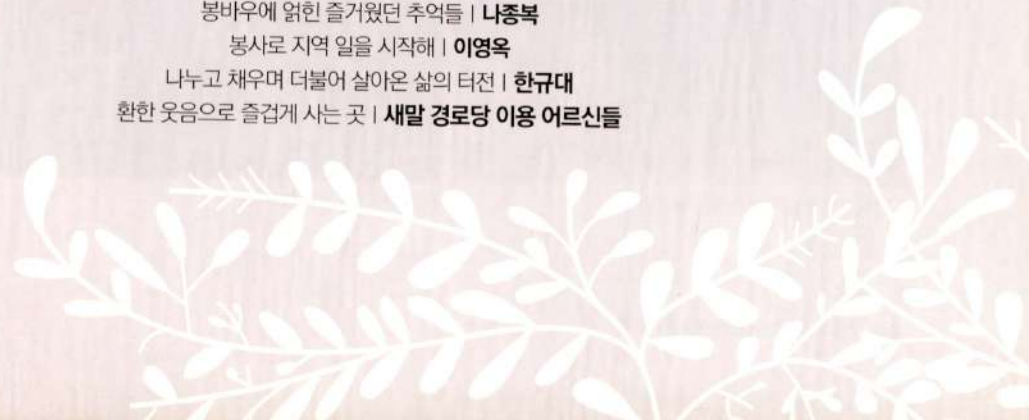 봉바우에 얽힌 즐거웠던 추억들 | 나종복
봉사로 지역 일을 시작해 | 이영옥
나누고 채우며 더불어 살아온 삶의 터전 | 한규대
환한 웃음으로 즐겁게 사는 곳 | 새말 경로당 이용 어르신들